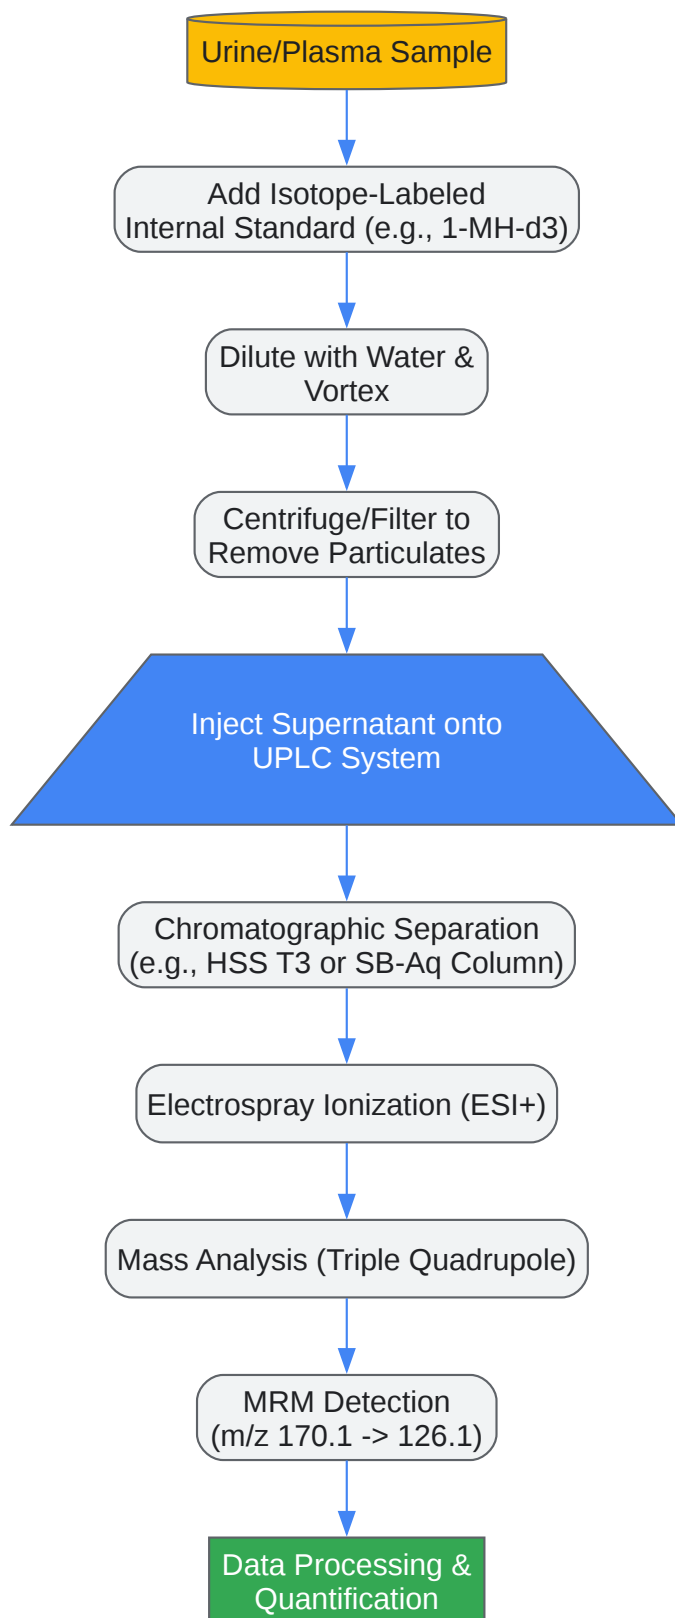 Urine/Plasma Sample
Add Isotope-Labeled
Internal Standard (e.g., 1-MH-d3)
Dilute with Water &
Vortex
Centrifuge/Filter to
Remove Particulates
Inject Supernatant onto
UPLC System
Chromatographic Separation
(e.g., HSS T3 or SB-Aq Column)
Electrospray Ionization (ESI+)
Mass Analysis (Triple Quadrupole)
MRM Detection
(m/z 170.1 -> 126.1)
Data Processing &
Quantification